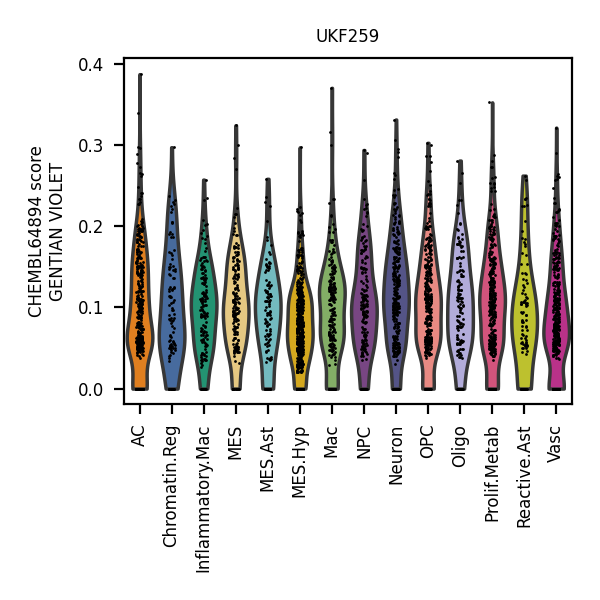 UKF259
CHEMBL64894 score
GENTIAN VIOLET
0.4
0.3
0.2
0.1
0.0
AC
Chromatin.Reg
Inflammatory.Mac
MES
MES.Ast
MES.Hyp
Mac
NPC
Neuron
OPC
Oligo
Prolif.Metab
Reactive.Ast
Vasc